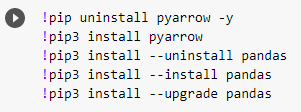 !pip uninstall pyarrow -y
!pip3 install pyarrow
!pip3 install --uninstall pandas
!pip3 install --install pandas
!pip3 install --upgrade pandas